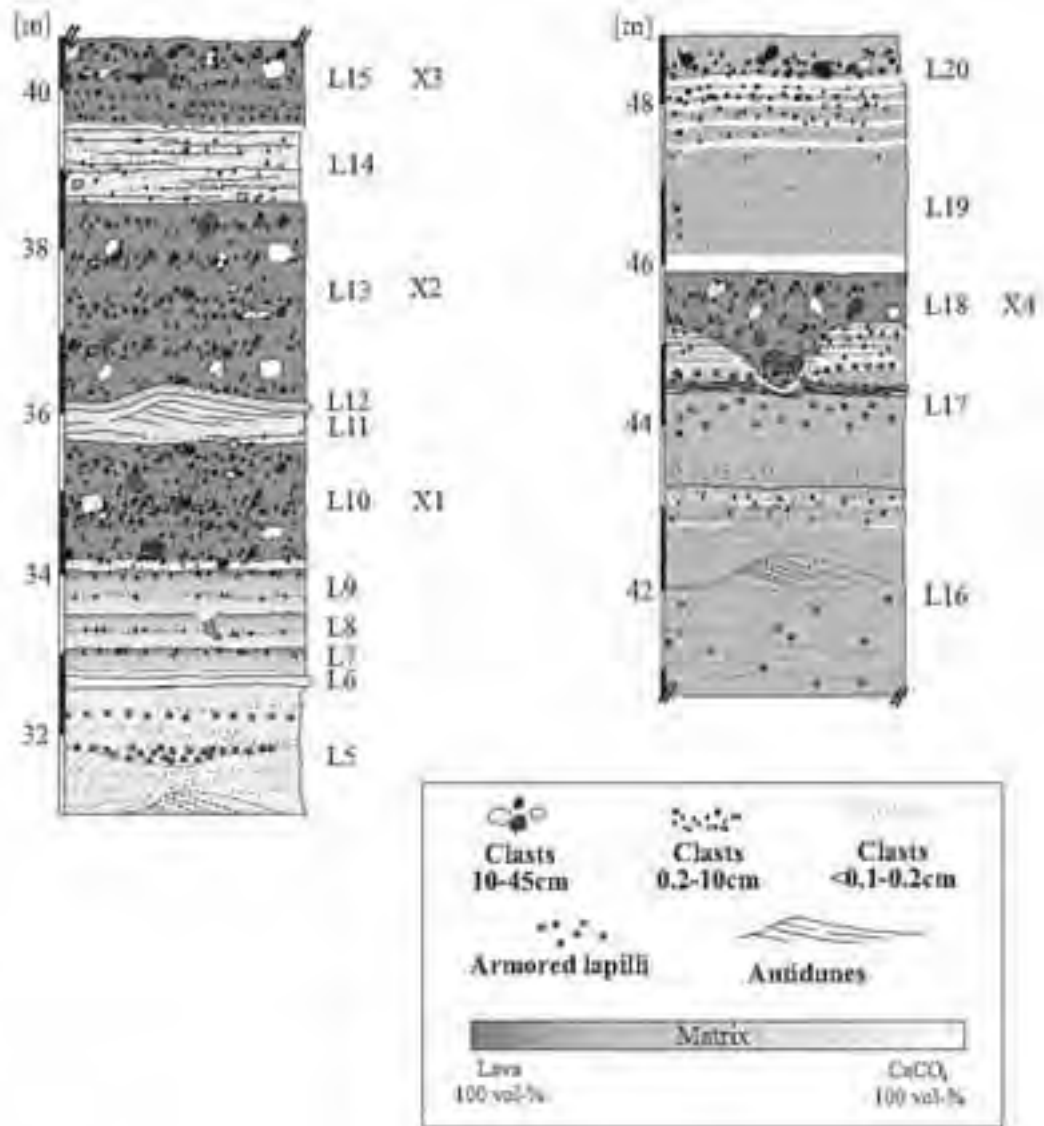 [m]
40
38
36
34
32
L15 X3
L14
L13 X2
L12
L11
L10 X1
L9
L8
L7
L6
L5
[m]
48
46
44
42
L20
L19
L18 X4
L17
L16
Clasts
10-45cm
Clasts
0.2-10cm
Clasts
<0.1-0.2cm
Armored lapilli
Antidunes
Matrix
Lava
100 vol-%
100 vol-%